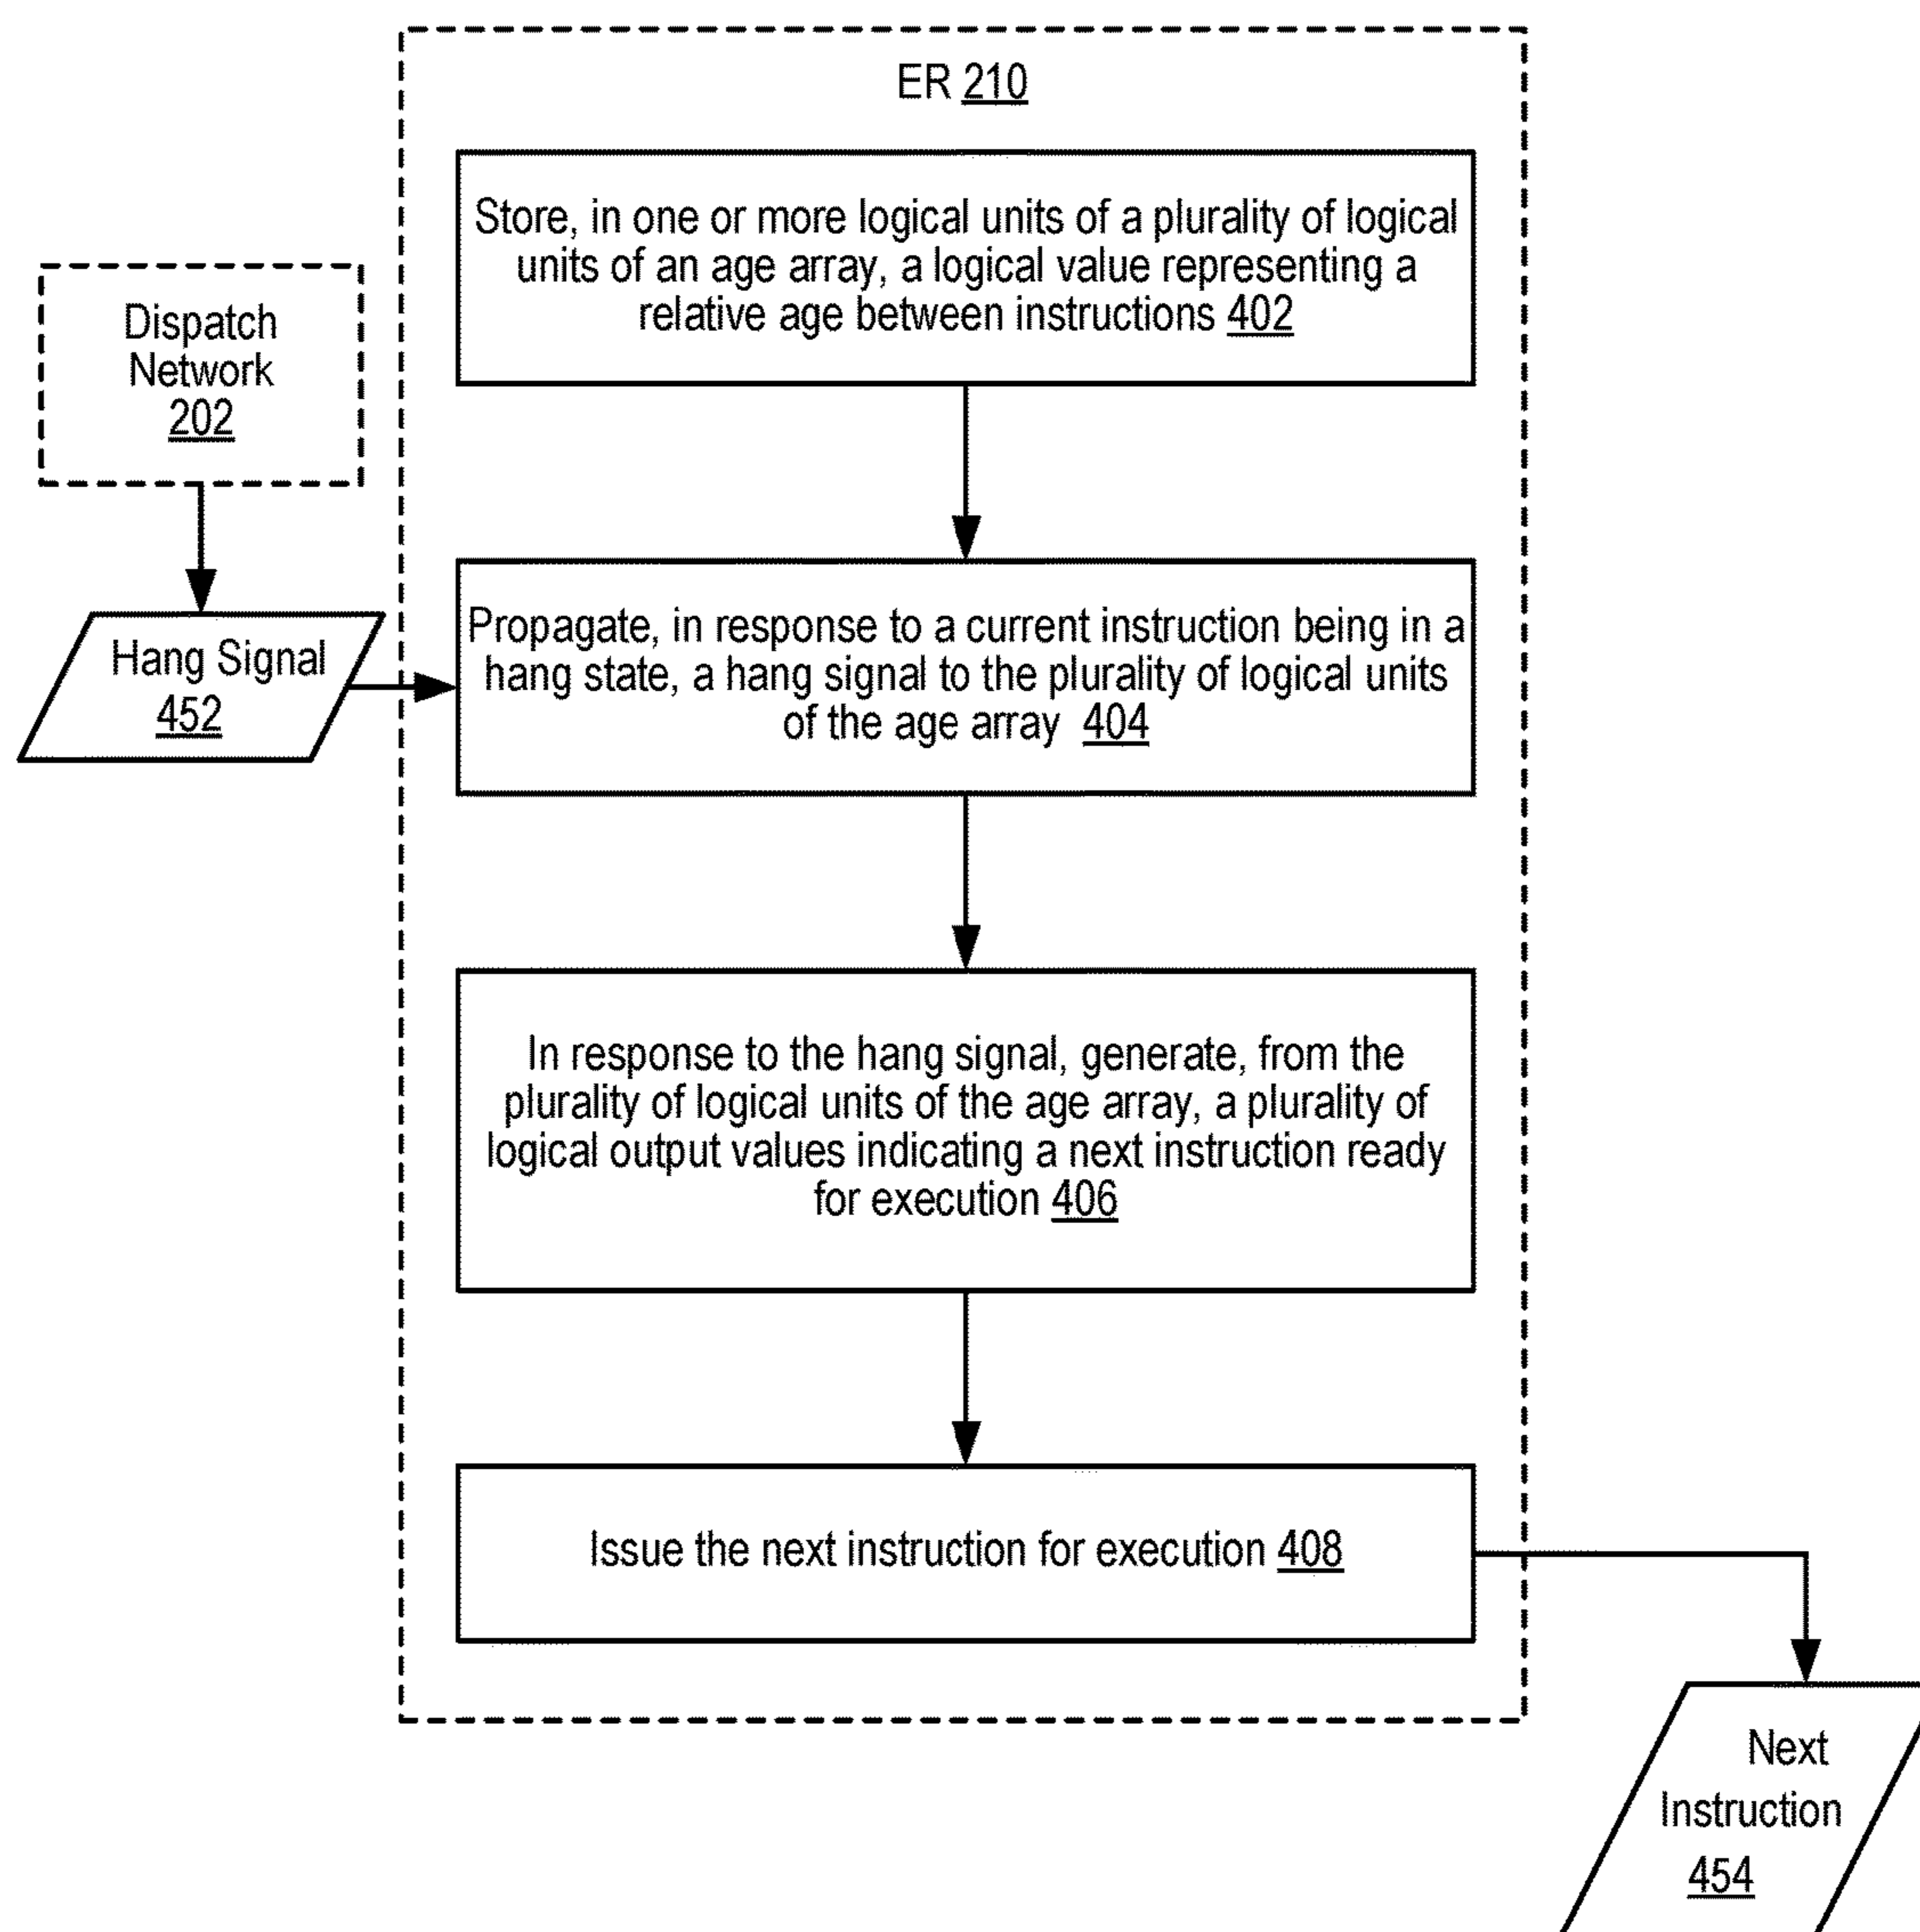 ER 210
Store, in one or more logical units of a plurality of logical
units of an age array, a logical value representing a
relative age between instructions 402
Dispatch
Network
202
Hang Signal
452
Propagate, in response to a current instruction being in a
hang state, a hang signal to the plurality of logical units
of the age array 404
In response to the hang signal, generate, from the
plurality of logical units of the age array, a plurality of
logical output values indicating a next instruction ready
for execution 406
Issue the next instruction for execution 408
Next
Instruction
454